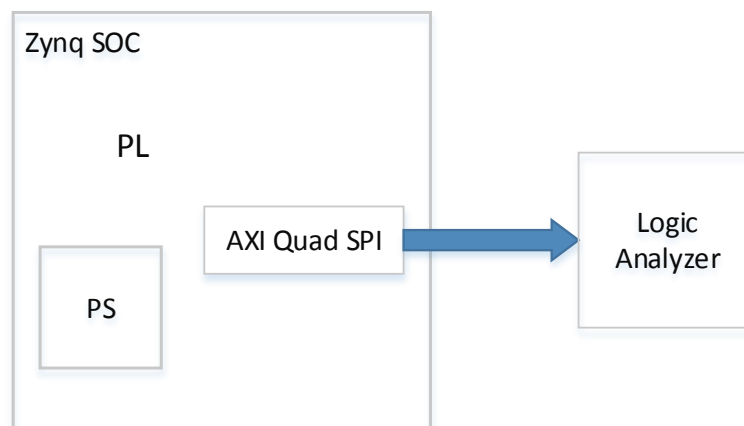 Zynq SOC
PL
AXI Quad SPI
PS
Logic
Analyzer